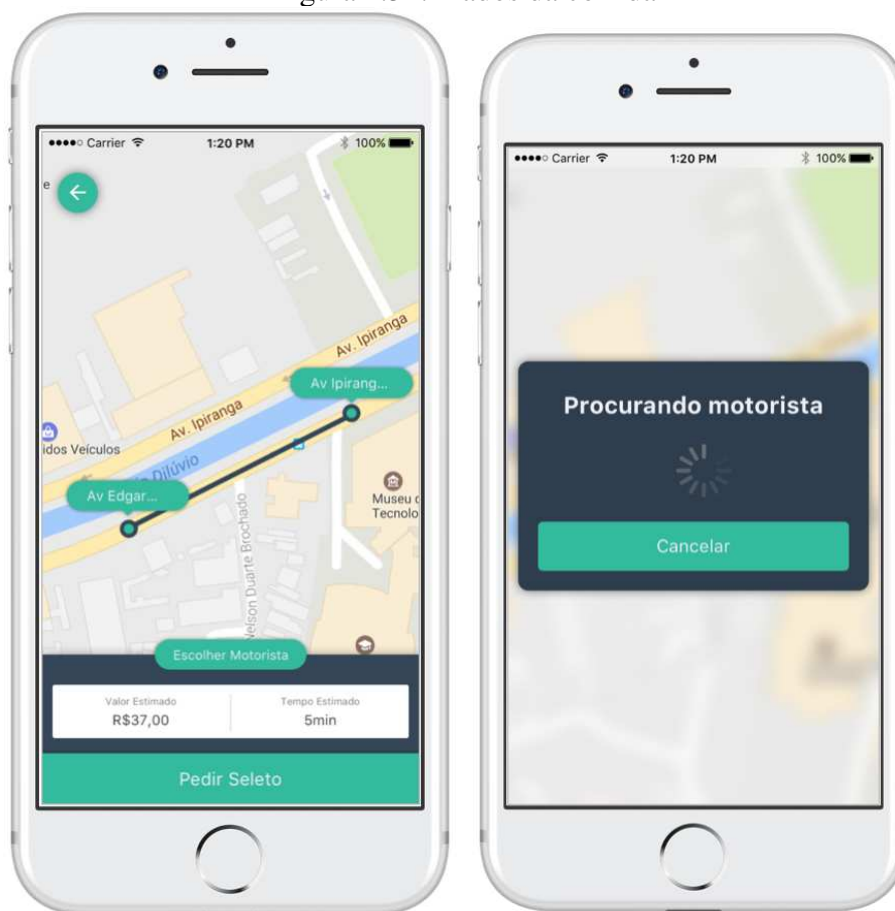 Carrier 1:20 PM 100%
Av. Ipiranga
Av Ipirang...
Av. Ipiranga
idos Veículos
Dilúvio
Av Edgar...
Museu
Tecnolo
Nelson Duarte Brochado
Escolher Motorista
Valor Estimado Tempo Estimado
R$37,00 5min
Pedir Seleto
Carrier 1:20 PM 100%
Procurando motorista
Cancelar